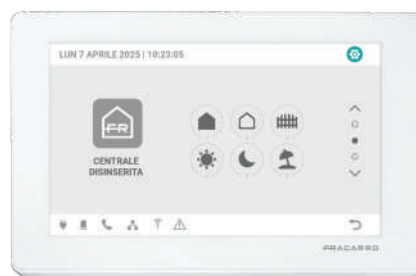 LUN 7 APRILE 2025 | 10:23:05
FR
CENTRALE
DISINSERITA
FRACARRO